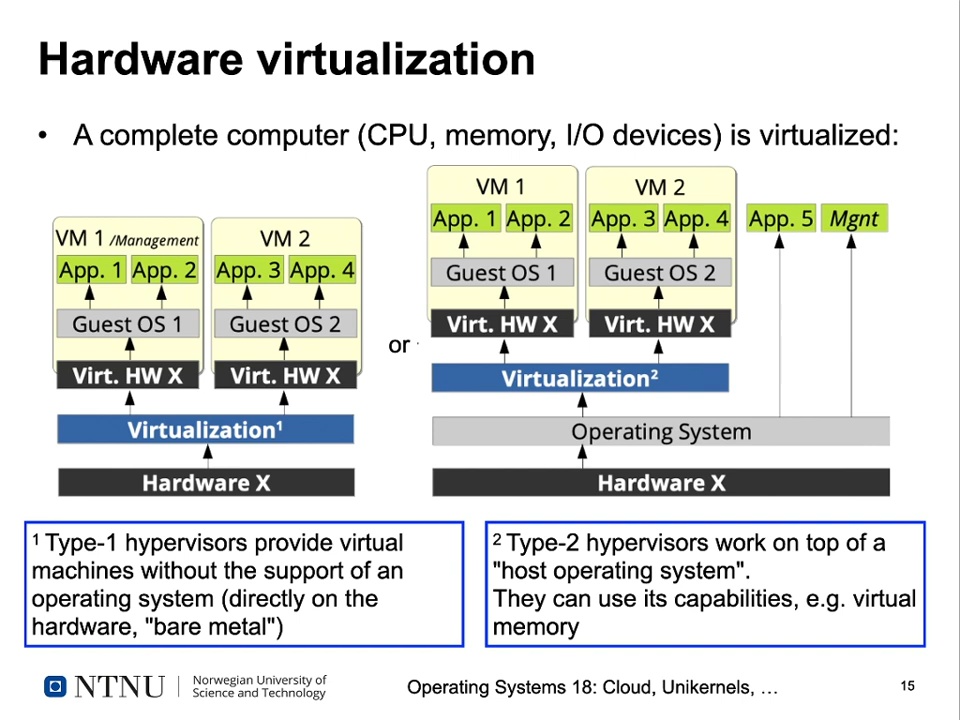 Hardware virtualization
• A complete computer (CPU, memory, I/O devices) is virtualized:
VM 1 /Management
VM 2
App. 1 App. 2
App. 3 App. 4
Guest OS 1
Guest OS 2
Virt. HW X
Virt. HW X
Virtualization¹
Hardware X
or
VM 1
VM 2
App. 1 App. 2
App. 3 App. 4
App. 5
Mgnt
Guest OS 1
Guest OS 2
Virt. HW X
Virt. HW X
Virtualization²
Operating System
Hardware X
¹ Type-1 hypervisors provide virtual
machines without the support of an
operating system (directly on the
hardware, "bare metal")
² Type-2 hypervisors work on top of a
"host operating system".
They can use its capabilities, e.g. virtual
memory
NTNU
Norwegian University of
Science and Technology
Operating Systems 18: Cloud, Unikernels, …
15